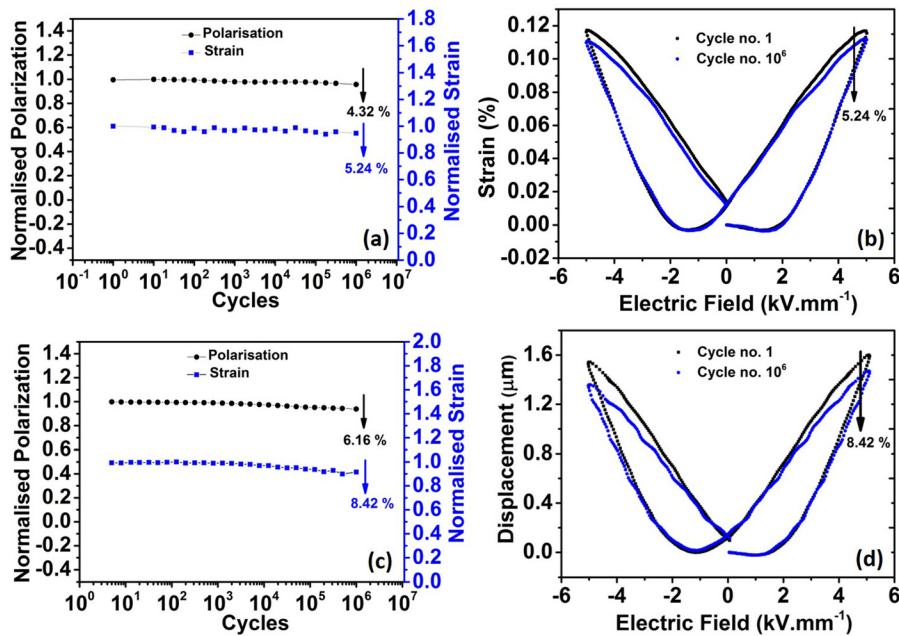 Normalised Polarization
1.4
1.2
1.0
0.8
0.6
0.4
0.2
0.0
-0.2
-0.4
Polarisation
Strain
4.32 %
5.24 %
(a)
2.0
1.8
1.6
1.4
1.2
1.0
0.8
0.6
0.4
0.2
0.0
Normalised Strain
10⁻¹ 10⁰ 10¹ 10² 10³ 10⁴ 10⁵ 10⁶ 10⁷
Cycles
Strain (%)
0.12
0.08
0.04
0.00
Cycle no. 1
Cycle no. 10⁶
5.24 %
(b)
-6 -4 -2 0 2 4 6
Electric Field (kV.mm⁻¹)
Normalised Polarization
1.4
1.2
1.0
0.8
0.6
0.4
0.2
0.0
-0.2
-0.4
Polarisation
Strain
6.16 %
8.42 %
(c)
2.0
1.8
1.6
1.4
1.2
1.0
0.8
0.6
0.4
0.2
0.0
Normalised Strain
10⁰ 10¹ 10² 10³ 10⁴ 10⁵ 10⁶ 10⁷
Cycles
Displacement (μm)
1.6
1.2
0.8
0.4
0.0
Cycle no. 1
Cycle no. 10⁶
8.42 %
(d)
-6 -4 -2 0 2 4 6
Electric Field (kV.mm⁻¹)